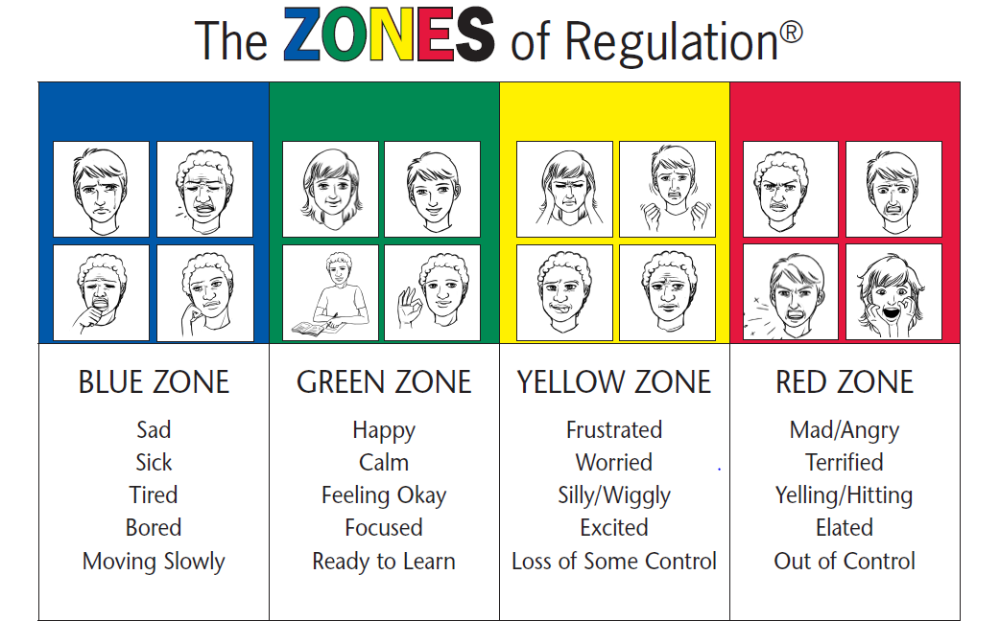 The ZONES of Regulation®
BLUE ZONE
Sad
Sick
Tired
Bored
Moving Slowly
GREEN ZONE
Happy
Calm
Feeling Okay
Focused
Ready to Learn
YELLOW ZONE
Frustrated
Worried
Silly/Wiggly
Excited
Loss of Some Control
RED ZONE
Mad/Angry
Terrified
Yelling/Hitting
Elated
Out of Control